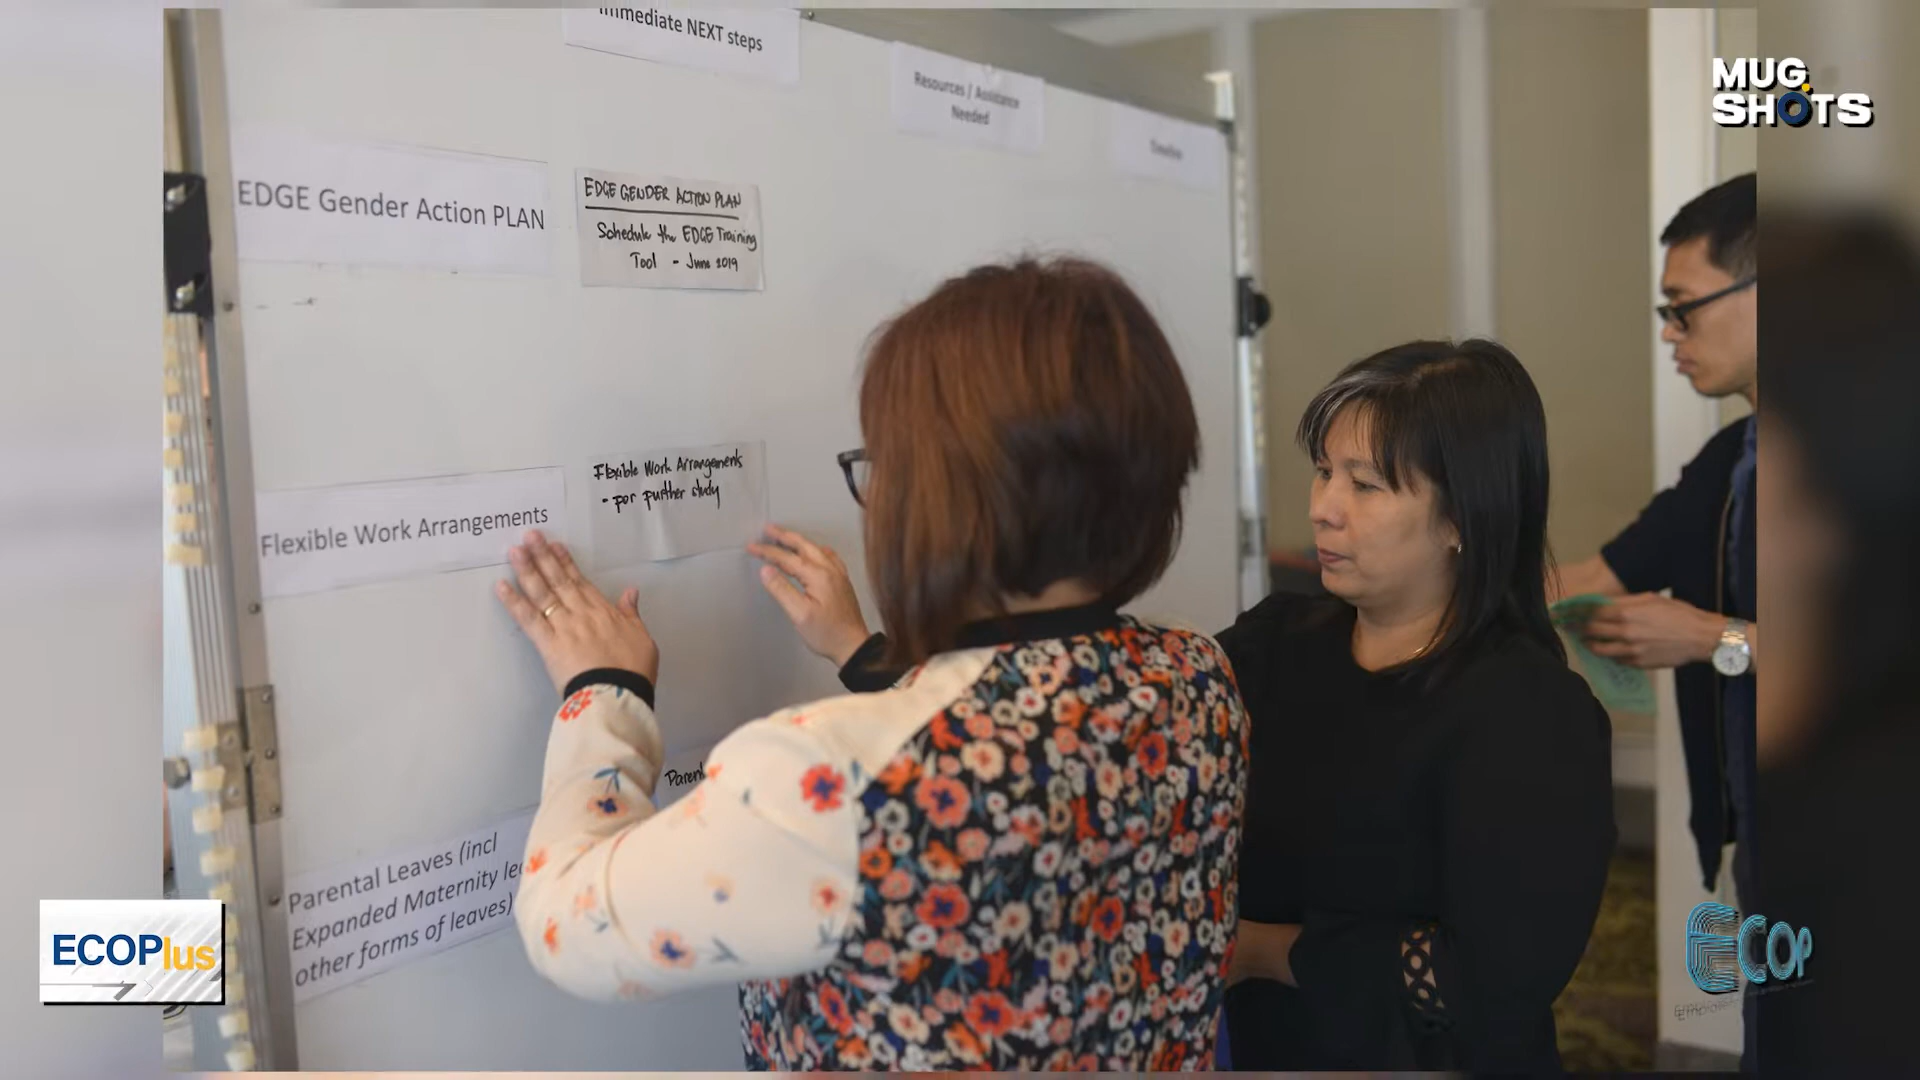 Immediate NEXT steps
Resources / Assistance
Needed
Timeline
MUG
SHOTS
EDGE Gender Action PLAN
EDGE GENDER ACTION PLAN
Schedule the EDGE Training
Tool - June 2019
Flexible Work Arrangements
Flexible Work Arrangements
- for further study
Parental Leaves (incl
Expanded Maternity
other forms of leaves)
ECOPlus
ECOP